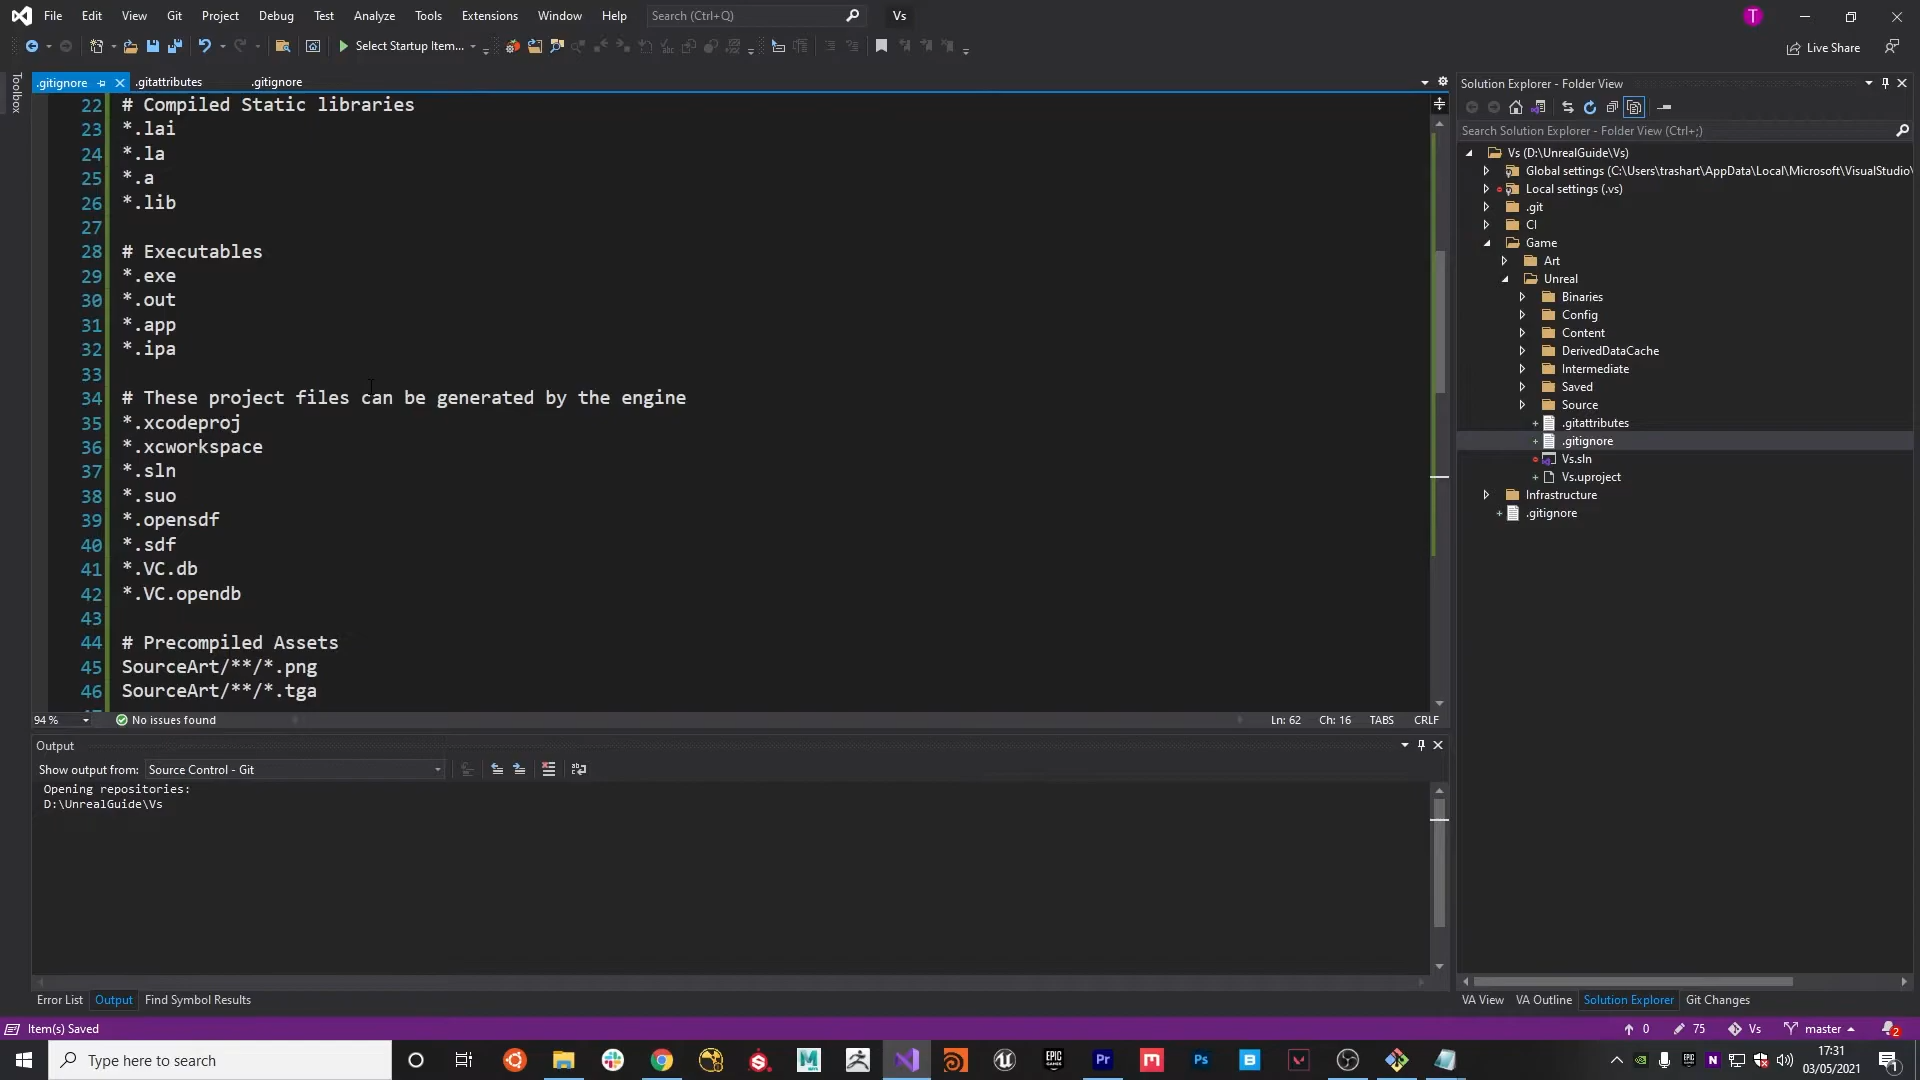 File Edit View Git Project Debug Test Analyze Tools Extensions Window Help Search (Ctrl+Q) Vs T
Select Startup Item... Live Share
Toolbox
.gitignore .gitattributes .gitignore
22 # Compiled Static libraries
23 *.lai
24 *.la
25 *.a
26 *.lib
27
28 # Executables
29 *.exe
30 *.out
31 *.app
32 *.ipa
33
34 # These project files can be generated by the engine
35 *.xcodeproj
36 *.xcworkspace
37 *.sln
38 *.suo
39 *.opensdf
40 *.sdf
41 *.VC.db
42 *.VC.opendb
43
44 # Precompiled Assets
45 SourceArt/**/*.png
46 SourceArt/**/*.tga
94 % No issues found Ln: 62 Ch: 16 TABS CRLF
Output
Show output from: Source Control - Git
Opening repositories:
D:\UnrealGuide\Vs
Error List Output Find Symbol Results
Solution Explorer - Folder View
Search Solution Explorer - Folder View (Ctrl+;)
Vs (D:\UnrealGuide\Vs)
Global settings (C:\Users\trashart\AppData\Local\Microsoft\VisualStudio\
Local settings (.vs)
.git
CI
Game
Art
Unreal
Binaries
Config
Content
DerivedDataCache
Intermediate
Saved
Source
.gitattributes
.gitignore
Vs.sln
Vs.uproject
Infrastructure
.gitignore
VA View VA Outline Solution Explorer Git Changes
Item(s) Saved 0 75 Vs master 2
Type here to search
17:31
03/05/2021